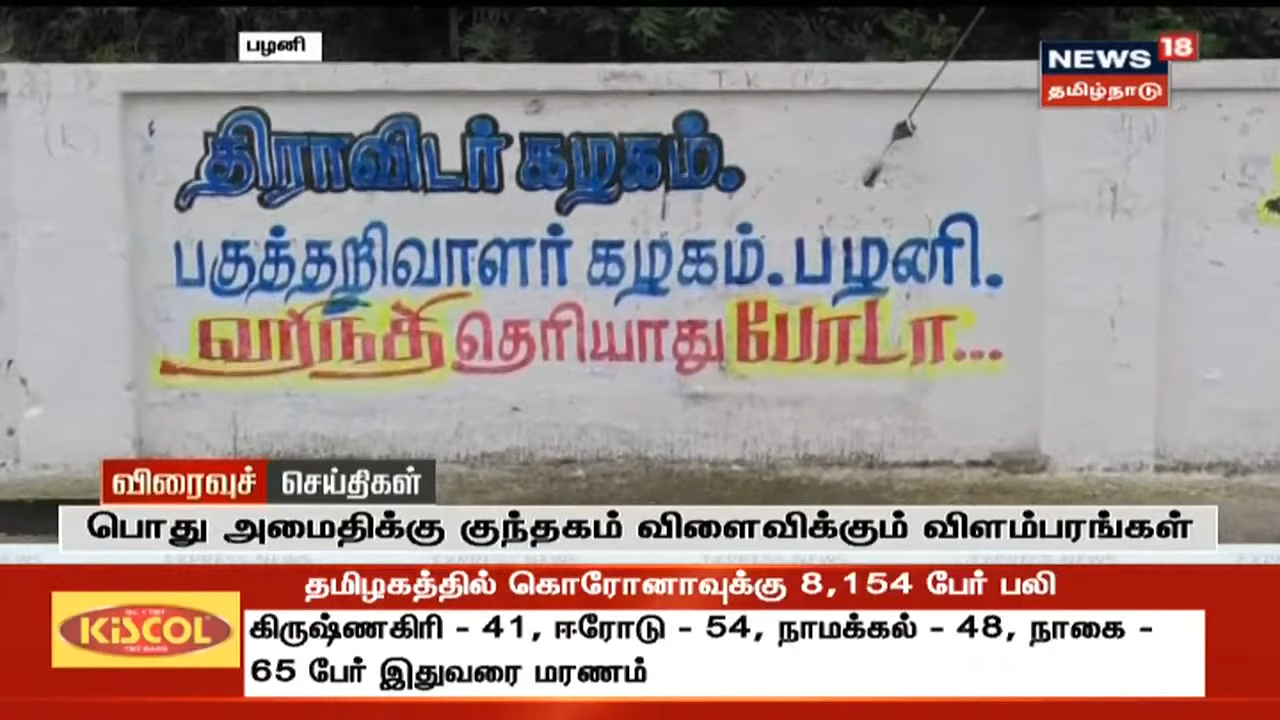 பழனி
NEWS 18
தமிழ்நாடு
திராவிடர் கழகம்.
பகுத்தறிவாளர் கழகம். பழனி.
ஹிந்தி தெரியாது போடா...
விரைவுச் செய்திகள்
பொது அமைதிக்கு குந்தகம் விளைவிக்கும் விளம்பரங்கள்
தமிழகத்தில் கொரோனாவுக்கு 8,154 பேர் பலி
KiSCOL
கிருஷ்ணகிரி - 41, ஈரோடு - 54, நாமக்கல் - 48, நாகை -
65 பேர் இதுவரை மரணம்